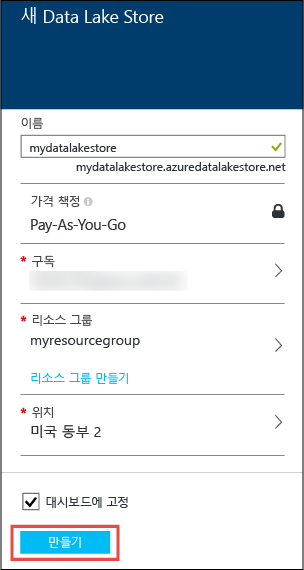 새 Data Lake Store
이름
mydatalakestore
mydatalakestore.azuredatalakestore.net
가격 책정
Pay-As-You-Go
* 구독
* 리소스 그룹
myresourcegroup
리소스 그룹 만들기
* 위치
미국 동부 2
대시보드에 고정
만들기